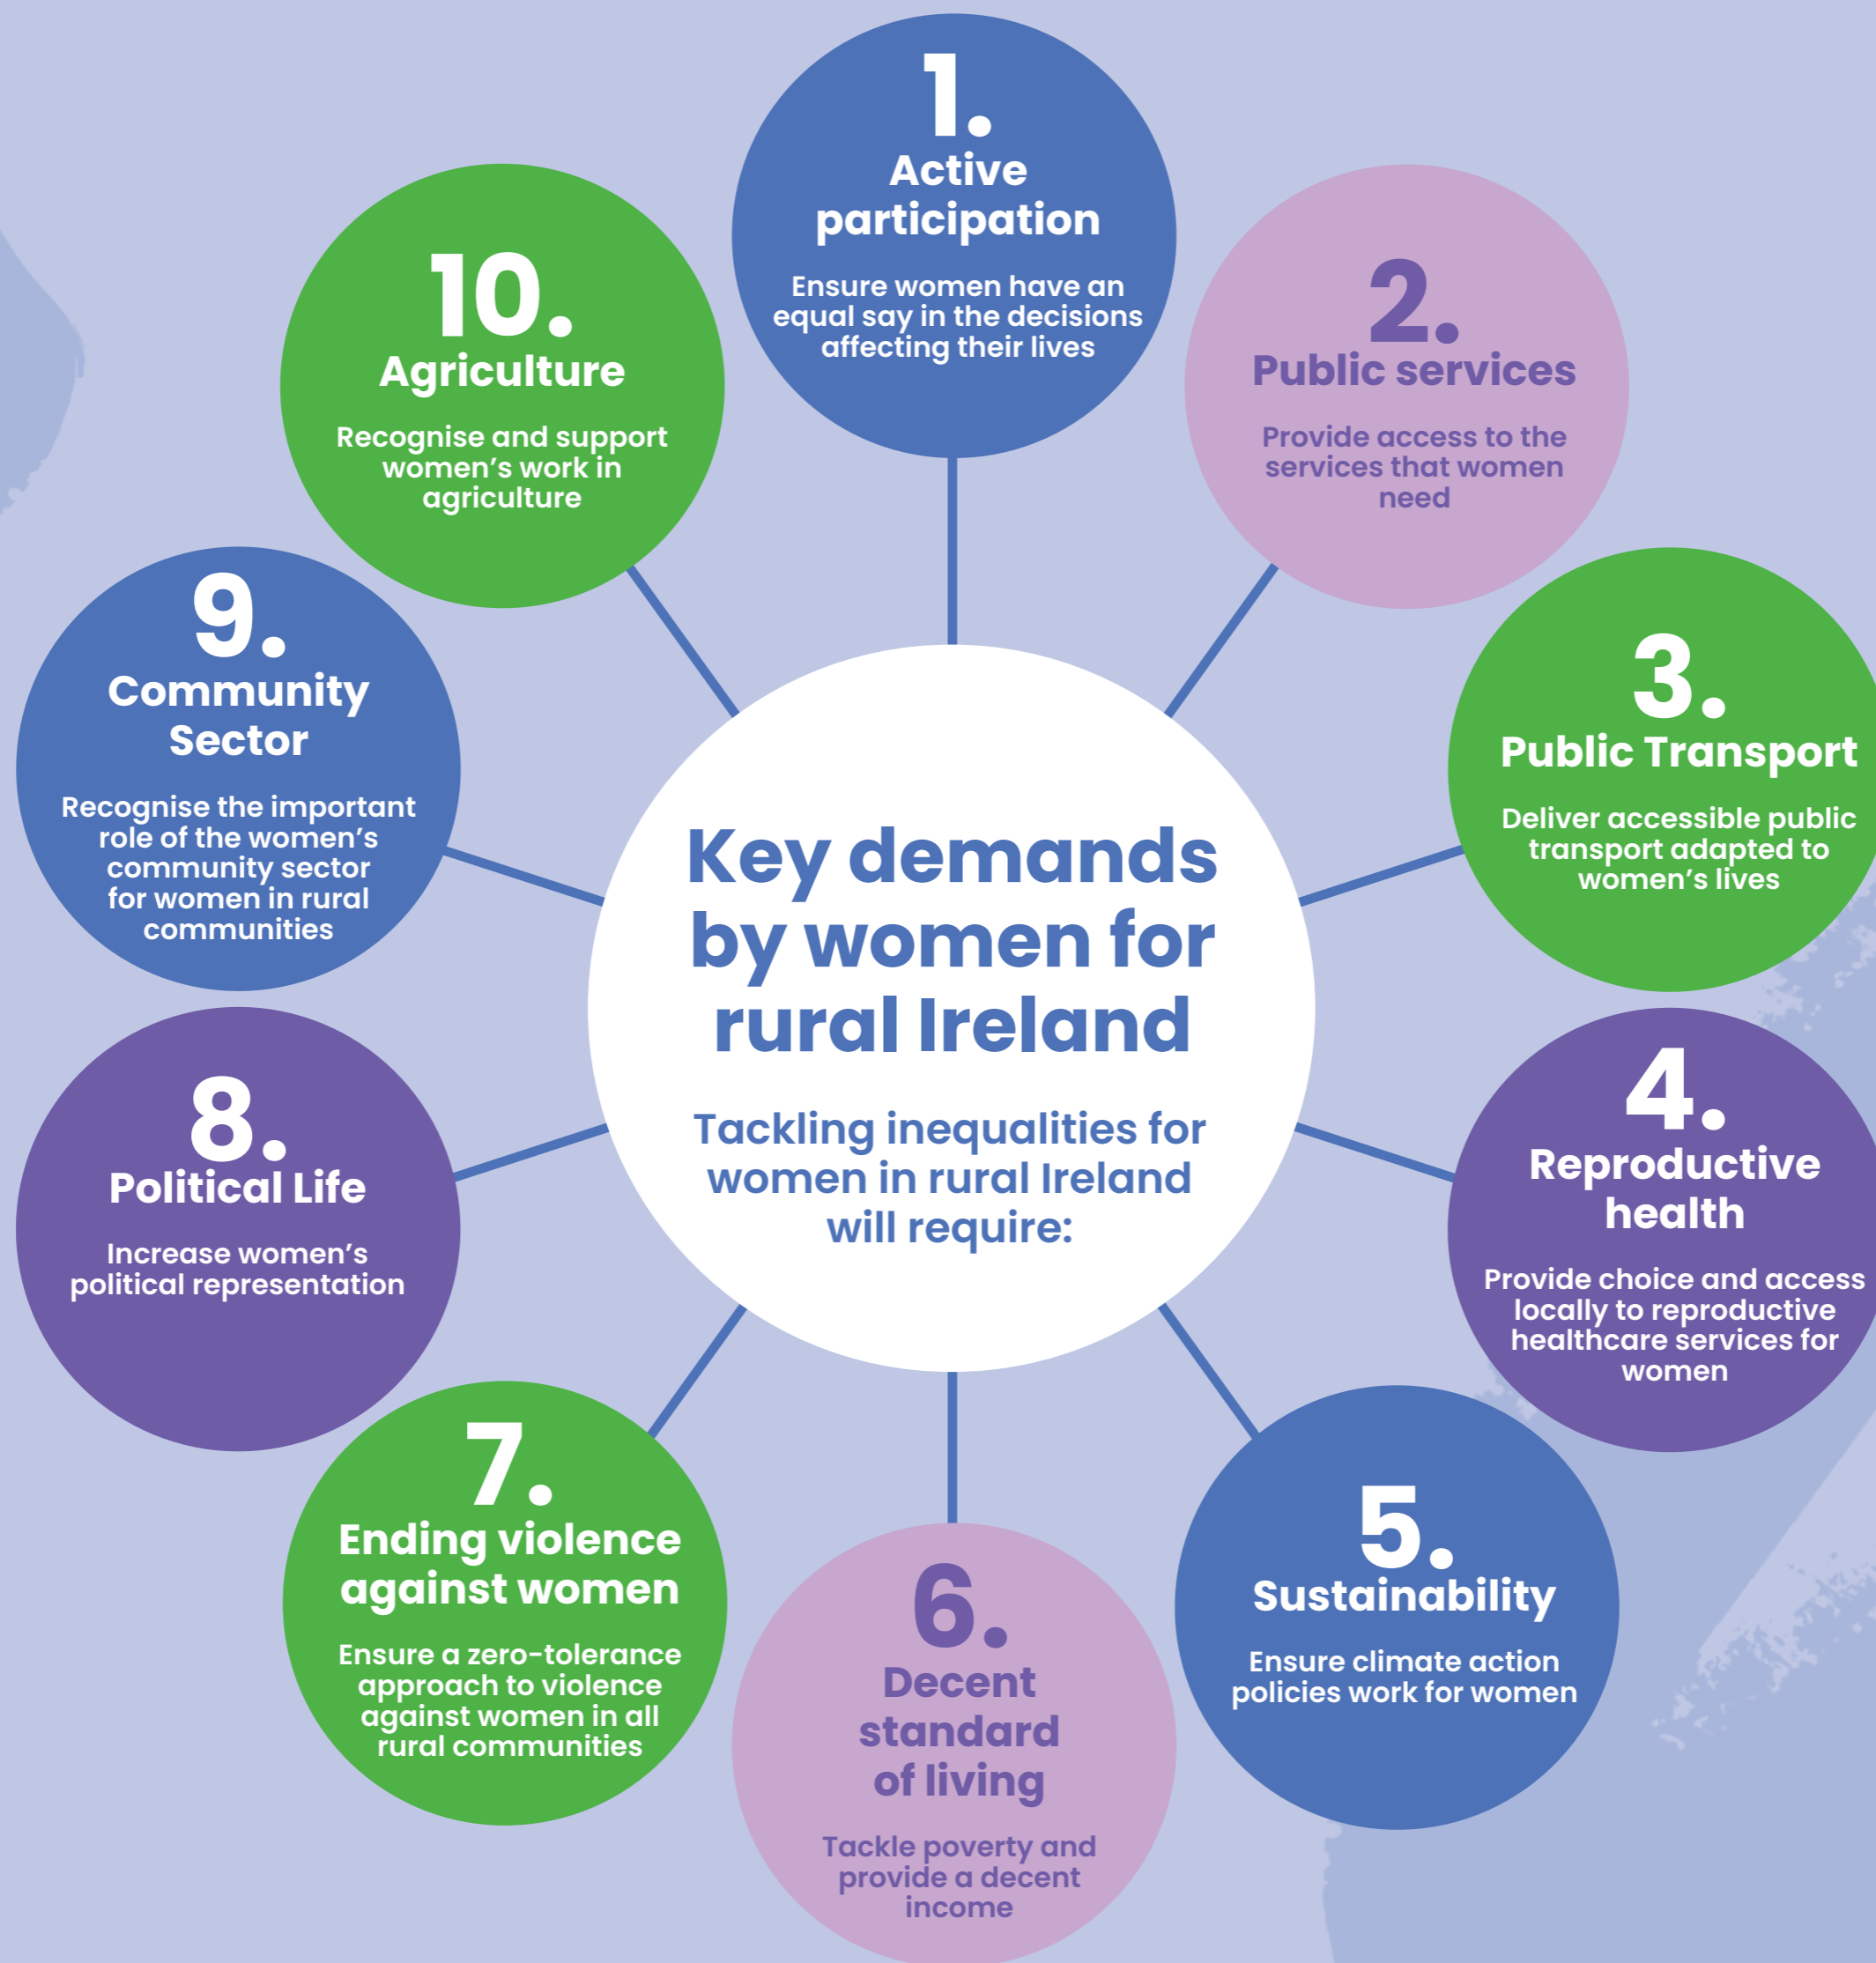 Key demands
by women for
rural Ireland
Tackling inequalities for
women in rural Ireland
will require:
1.
Active
participation
Ensure women have an
equal say in the decisions
affecting their lives
2.
Public services
Provide access to the
services that women
need
3.
Public Transport
Deliver accessible public
transport adapted to
women’s lives
4.
Reproductive
health
Provide choice and access
locally to reproductive
healthcare services for
women
5.
Sustainability
Ensure climate action
policies work for women
6.
Decent
standard
of living
Tackle poverty and
provide a decent
income
7.
Ending violence
against women
Ensure a zero-tolerance
approach to violence
against women in all
rural communities
8.
Political Life
Increase women’s
political representation
9.
Community
Sector
Recognise the important
role of the women’s
community sector
for women in rural
communities
10.
Agriculture
Recognise and support
women’s work in
agriculture